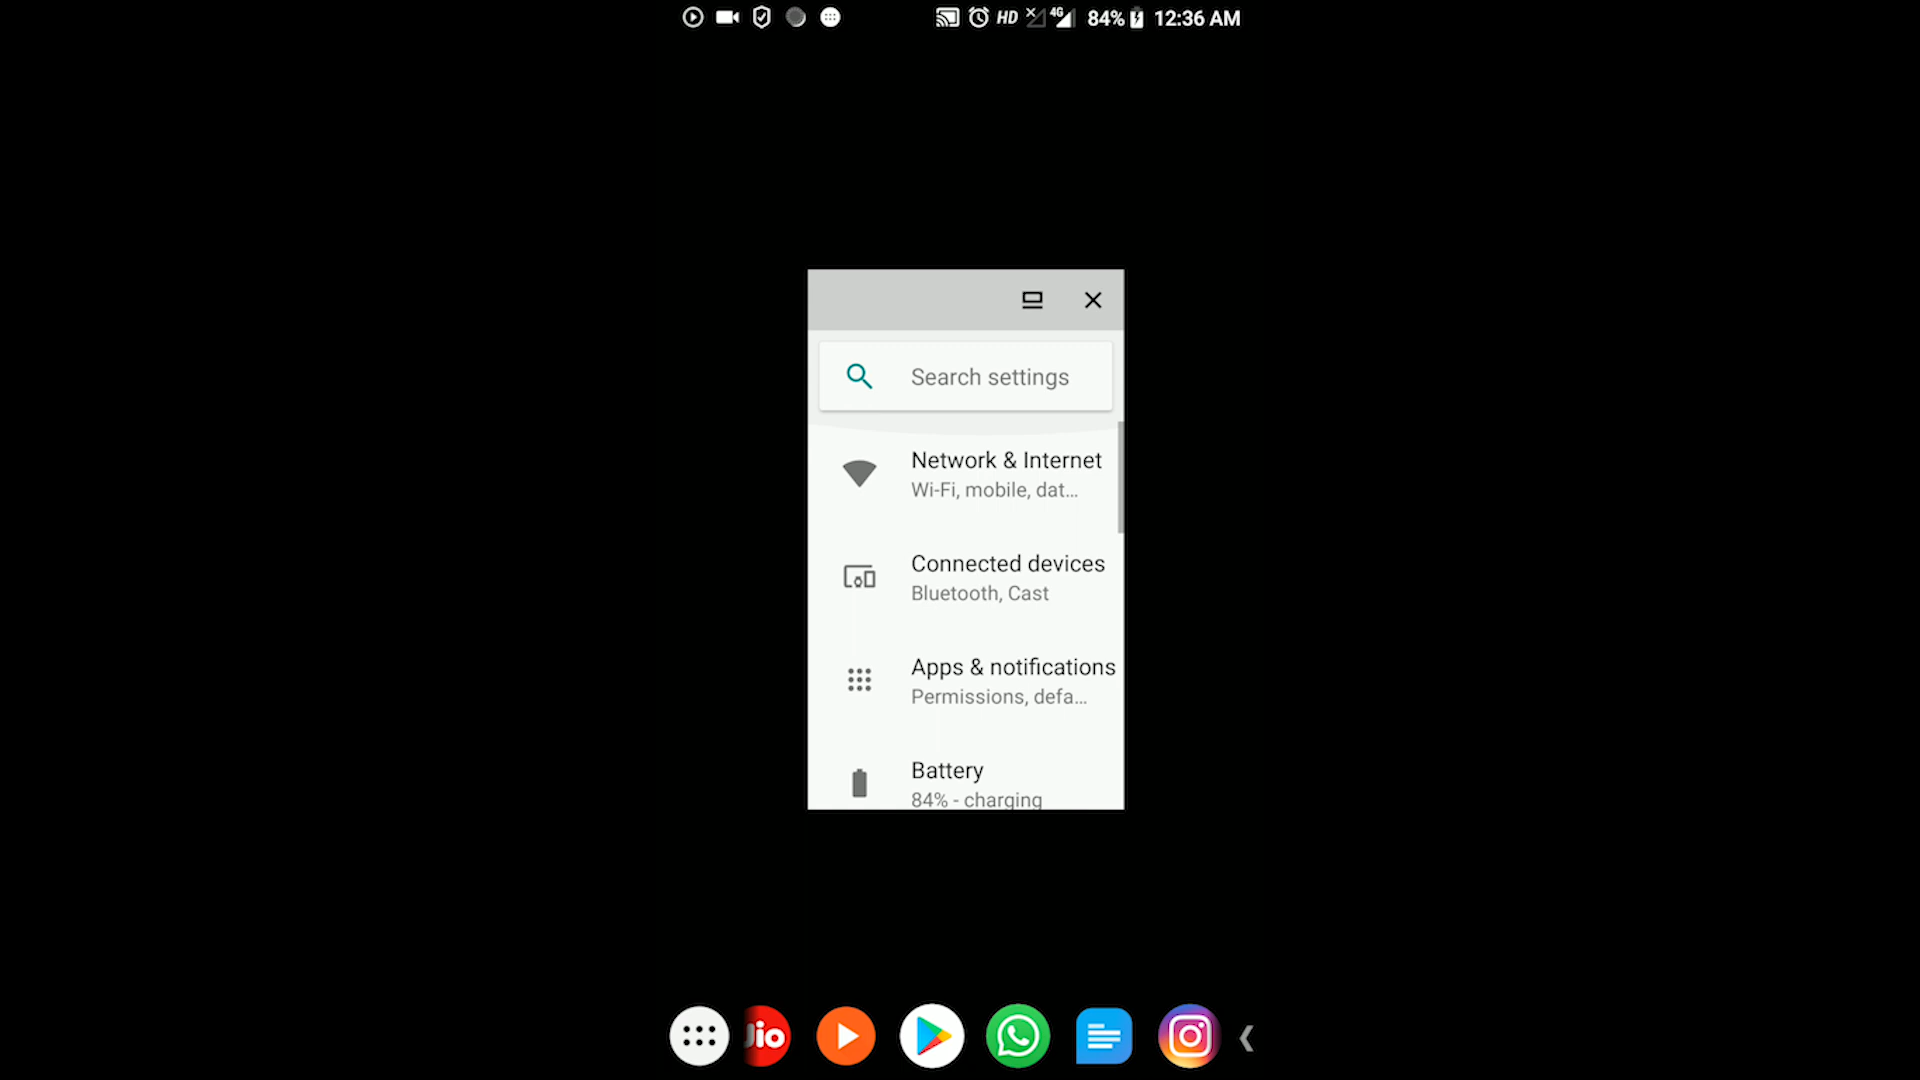 HD 4G 84% 12:36 AM
Search settings
Network & Internet
Wi-Fi, mobile, dat...
Connected devices
Bluetooth, Cast
Apps & notifications
Permissions, defa...
Battery
84% - charging
Jio